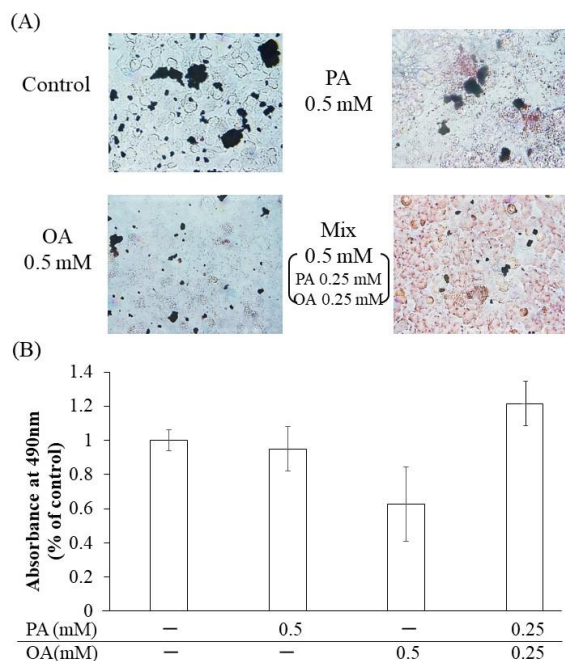 (A)
Control
PA
0.5 mM
OA
0.5 mM
Mix
0.5 mM
PA 0.25 mM
OA 0.25 mM
(B)
Absorbance at 490nm
(% of control)
1.4
1.2
1
0.8
0.6
0.4
0.2
0
PA (mM) — 0.5 — 0.25
OA(mM) — — 0.5 0.25